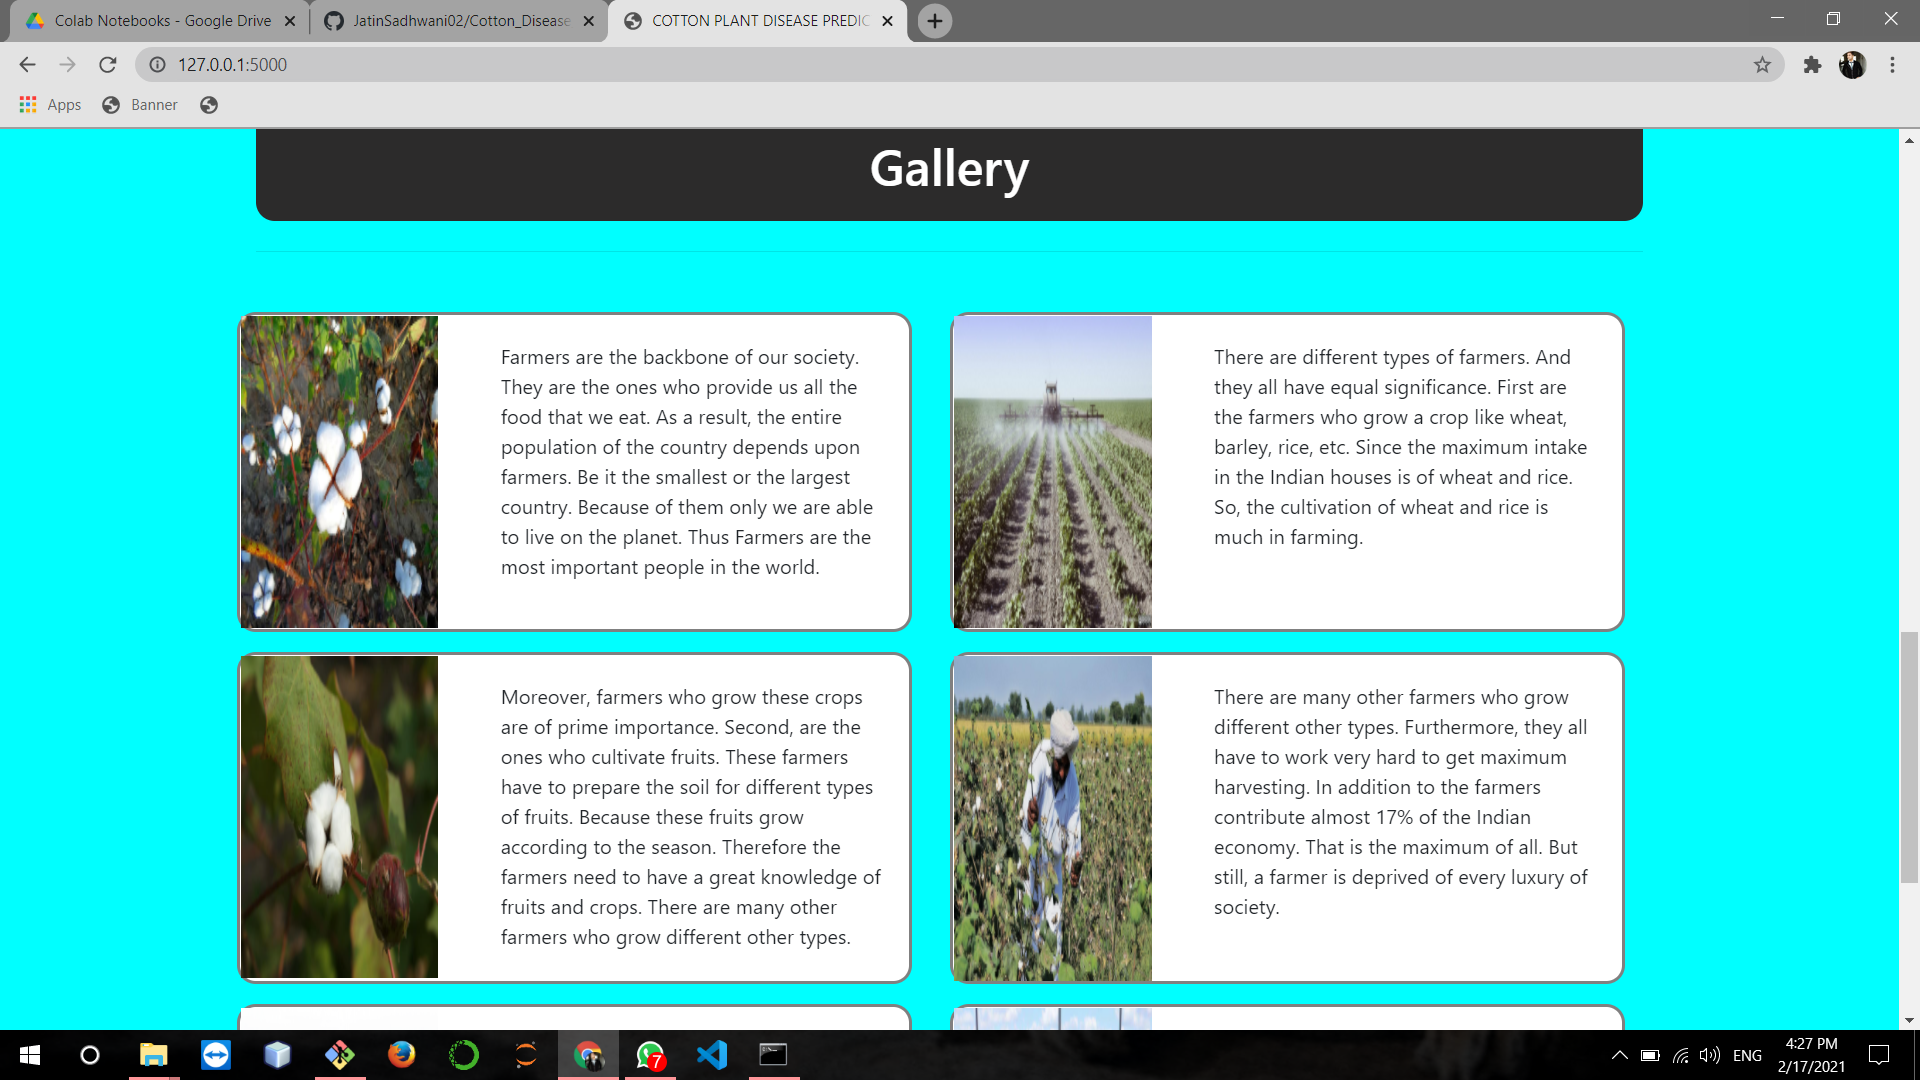 Colab Notebooks - Google Drive
JatinSadhwani02/Cotton_Disease
COTTON PLANT DISEASE PREDIC
127.0.0.1:5000
Apps
Banner
Gallery
Farmers are the backbone of our society.
They are the ones who provide us all the
food that we eat. As a result, the entire
population of the country depends upon
farmers. Be it the smallest or the largest
country. Because of them only we are able
to live on the planet. Thus Farmers are the
most important people in the world.
There are different types of farmers. And
they all have equal significance. First are
the farmers who grow a crop like wheat,
barley, rice, etc. Since the maximum intake
in the Indian houses is of wheat and rice.
So, the cultivation of wheat and rice is
much in farming.
Moreover, farmers who grow these crops
are of prime importance. Second, are the
ones who cultivate fruits. These farmers
have to prepare the soil for different types
of fruits. Because these fruits grow
according to the season. Therefore the
farmers need to have a great knowledge of
fruits and crops. There are many other
farmers who grow different other types.
There are many other farmers who grow
different other types. Furthermore, they all
have to work very hard to get maximum
harvesting. In addition to the farmers
contribute almost 17% of the Indian
economy. That is the maximum of all. But
still, a farmer is deprived of every luxury of
society.
7
ENG
4:27 PM
2/17/2021